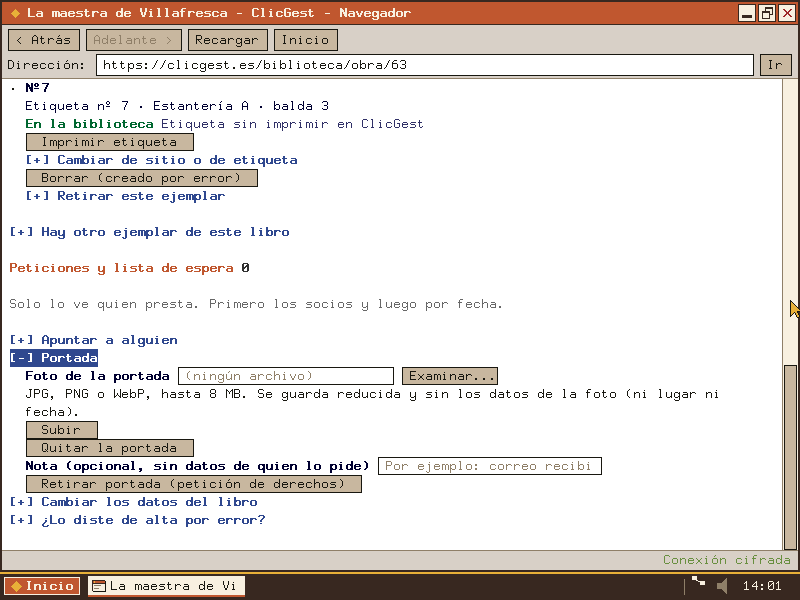 La maestra de Villafresca - ClicGest - Navegador
< Atrás Adelante > Recargar Inicio
Dirección: https://clicgest.es/biblioteca/obra/63 Ir
· Nº7
Etiqueta nº 7 · Estantería A · balda 3
En la biblioteca Etiqueta sin imprimir en ClicGest
Imprimir etiqueta
[+] Cambiar de sitio o de etiqueta
Borrar (creado por error)
[+] Retirar este ejemplar
[+] Hay otro ejemplar de este libro
Peticiones y lista de espera 0
Solo lo ve quien presta. Primero los socios y luego por fecha.
[+] Apuntar a alguien
[-] Portada
Foto de la portada (ningún archivo) Examinar...
JPG, PNG o WebP, hasta 8 MB. Se guarda reducida y sin los datos de la foto (ni lugar ni
fecha).
Subir
Quitar la portada
Nota (opcional, sin datos de quien lo pide) Por ejemplo: correo recibi
Retirar portada (petición de derechos)
[+] Cambiar los datos del libro
[+] ¿Lo diste de alta por error?
Conexión cifrada
Inicio La maestra de Vi 14:01